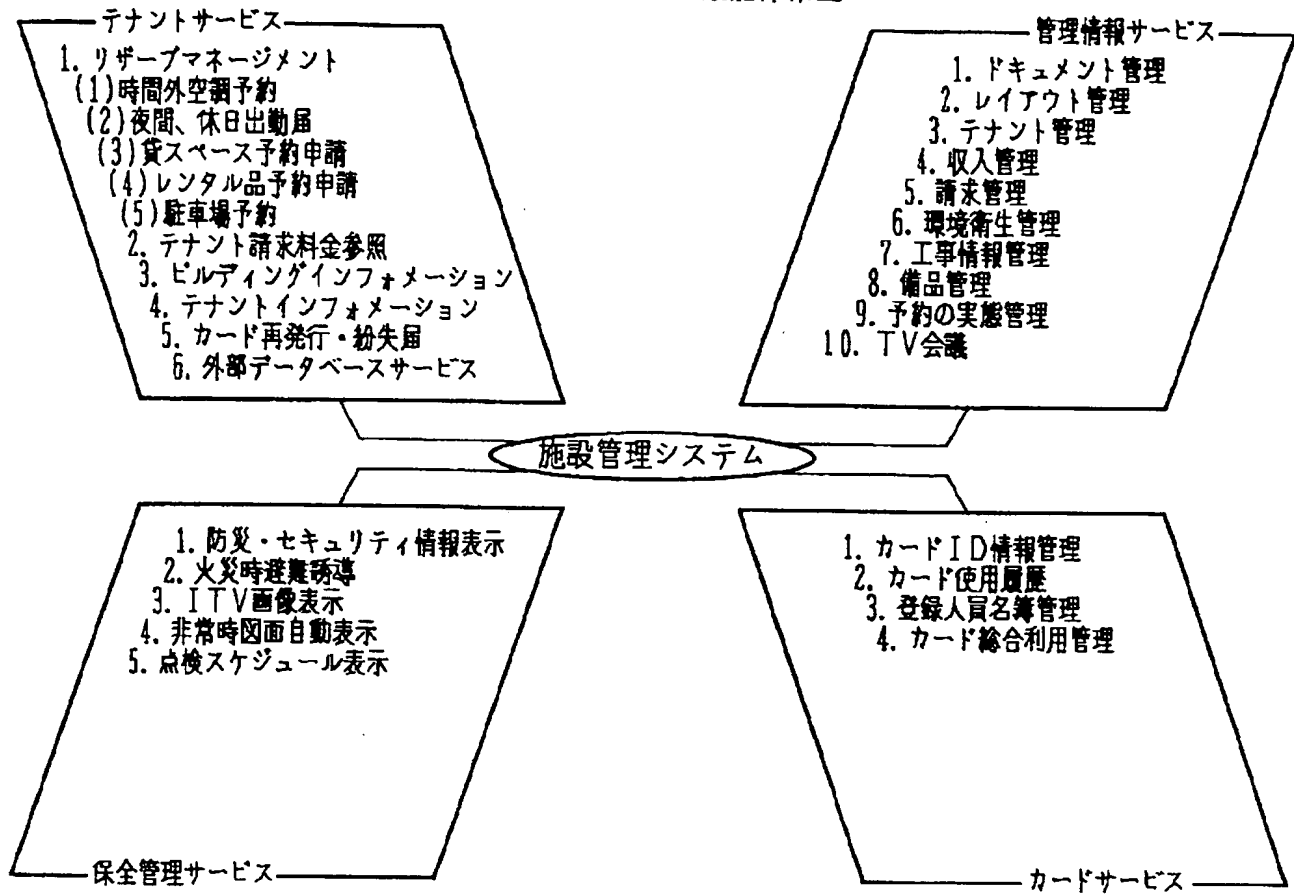 テナントサービス
1. リザーブマネージメント
(1)時間外空調予約
(2)夜間、休日出勤届
(3)貸スペース予約申請
(4)レンタル品予約申請
(5)駐車場予約
2. テナント請求料金参照
3. ビルディングインフォメーション
4. テナントインフォメーション
5. カード再発行・紛失届
6. 外部データベースサービス
管理情報サービス
1. ドキュメント管理
2. レイアウト管理
3. テナント管理
4. 収入管理
5. 請求管理
6. 環境衛生管理
7. 工事情報管理
8. 備品管理
9. 予約の実態管理
10. TV会議
施設管理システム
1. 防災・セキュリティ情報表示
2. 火災時避難誘導
3. ITV画像表示
4. 非常時図面自動表示
5. 点検スケジュール表示
保全管理サービス
1. カードID情報管理
2. カード使用履歴
3. 登録人員名簿管理
4. カード総合利用管理
カードサービス